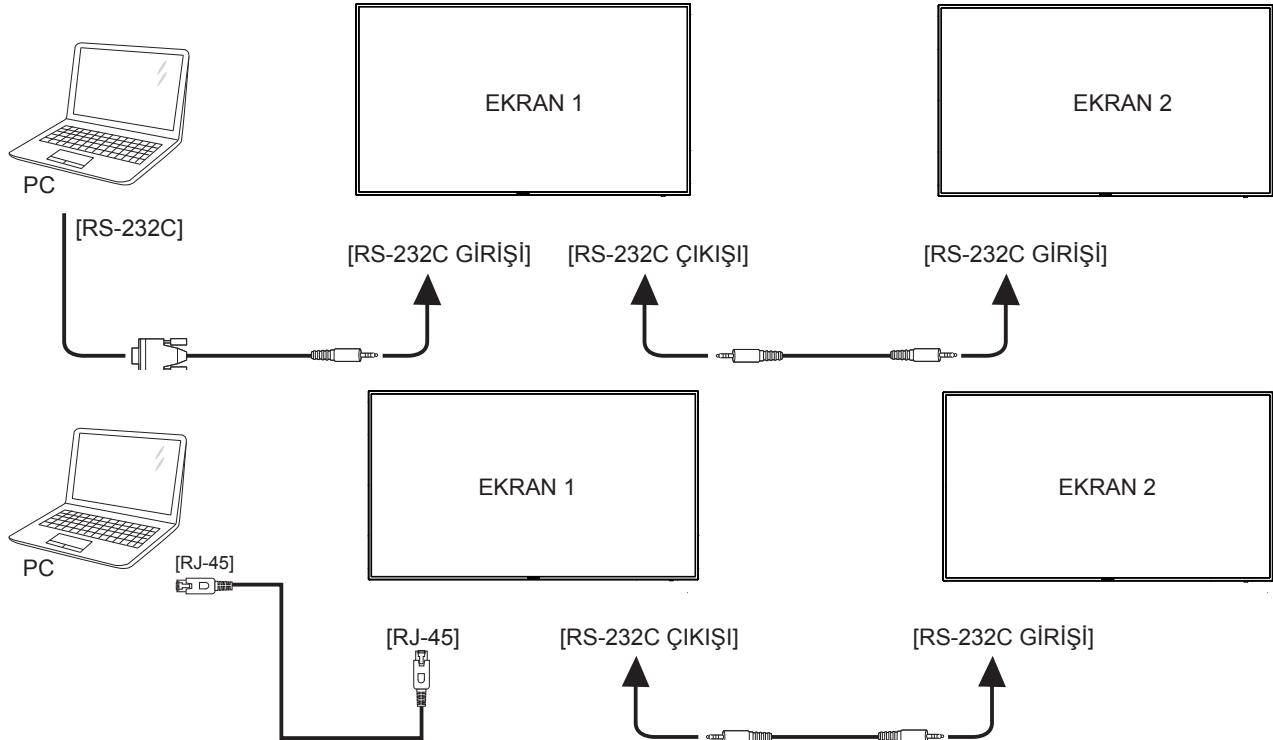 EKRAN 1
EKRAN 2
PC
[RS-232C]
[RS-232C GİRİŞİ]
[RS-232C ÇIKIŞI]
[RS-232C GİRİŞİ]
EKRAN 1
EKRAN 2
PC
[RJ-45]
[RJ-45]
[RS-232C ÇIKIŞI]
[RS-232C GİRİŞİ]